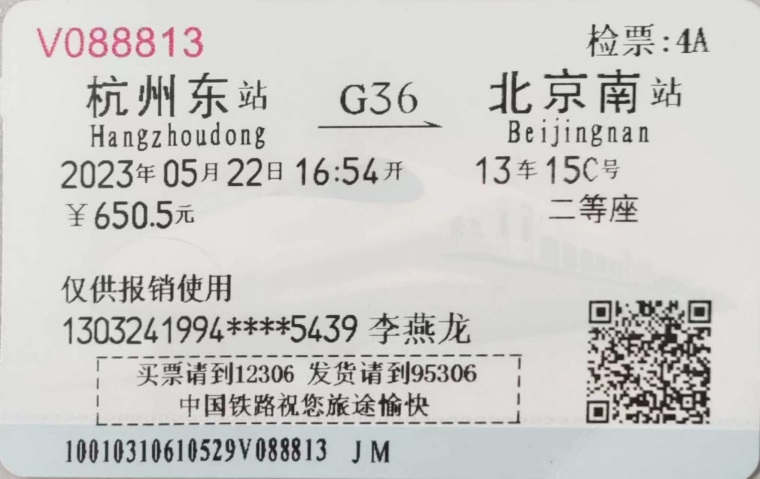 V088813 检票:4A
杭州东站 G36 北京南站
Hangzhoudong Beijingnan
2023年05月22日16:54开 13车15C号
￥650.5元 二等座
仅供报销使用
1303241994****5439 李燕龙
买票请到12306 发货请到95306
中国铁路祝您旅途愉快
10010310610529V088813 JM